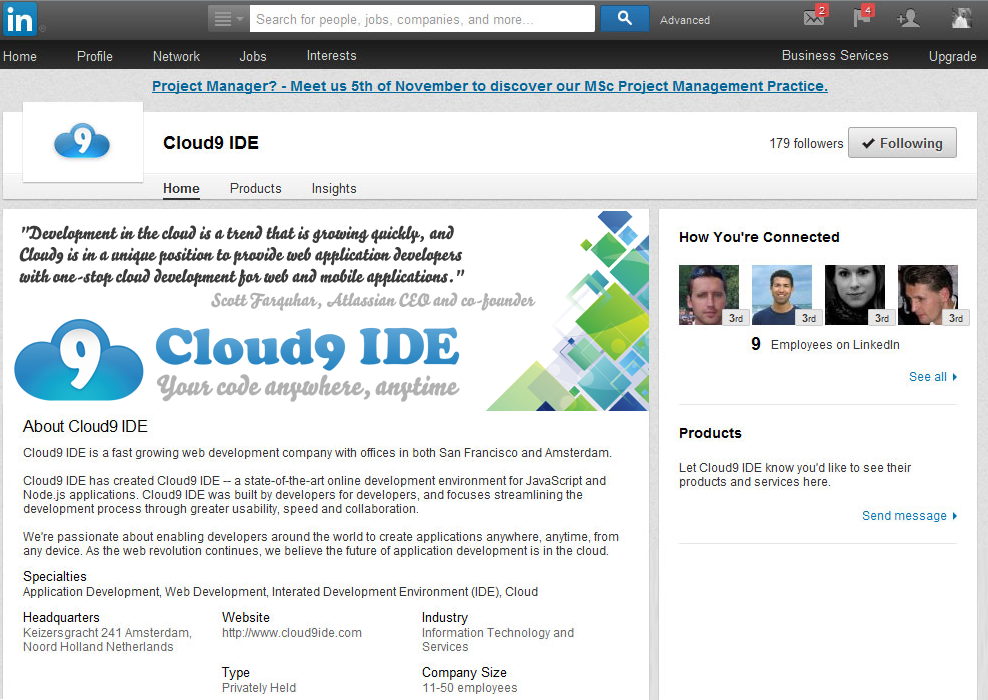 in
Search for people, jobs, companies, and more...
Advanced
2
4
Home Profile Network Jobs Interests Business Services Upgrade
Project Manager? - Meet us 5th of November to discover our MSc Project Management Practice.
9
Cloud9 IDE
179 followers
Following
Home Products Insights
"Development in the cloud is a trend that is growing quickly, and
Cloud9 is in a unique position to provide web application developers
with one-stop cloud development for web and mobile applications."
Scott Farquhar, Atlassian CEO and co-founder
9
Cloud9 IDE
Your code anywhere, anytime
About Cloud9 IDE
Cloud9 IDE is a fast growing web development company with offices in both San Francisco and Amsterdam.
Cloud9 IDE has created Cloud9 IDE -- a state-of-the-art online development environment for JavaScript and
Node.js applications. Cloud9 IDE was built by developers for developers, and focuses streamlining the
development process through greater usability, speed and collaboration.
We're passionate about enabling developers around the world to create applications anywhere, anytime, from
any device. As the web revolution continues, we believe the future of application development is in the cloud.
Specialties
Application Development, Web Development, Interated Development Environment (IDE), Cloud
Headquarters
Keizersgracht 241 Amsterdam,
Noord Holland Netherlands
Website
http://www.cloud9ide.com
Industry
Information Technology and
Services
Type
Privately Held
Company Size
11-50 employees
How You're Connected
3rd 3rd 3rd 3rd
9 Employees on LinkedIn
See all
Products
Let Cloud9 IDE know you'd like to see their
products and services here.
Send message